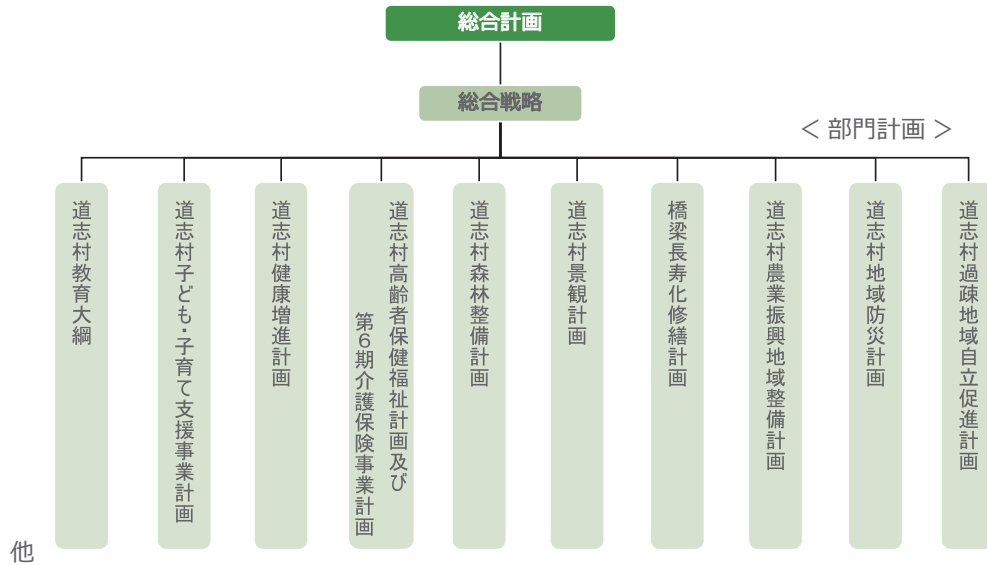 総合計画
総合戦略
＜ 部門計画 ＞
道志村過疎地域自立促進計画
道志村地域防災計画
道志村農業振興地域整備計画
橋梁長寿化修繕計画
道志村景観計画
道志村森林整備計画
道志村高齢者保健福祉計画及び
第６期介護保険事業計画
道志村健康増進計画
道志村子ども・子育て支援事業計画
道志村教育大綱
他